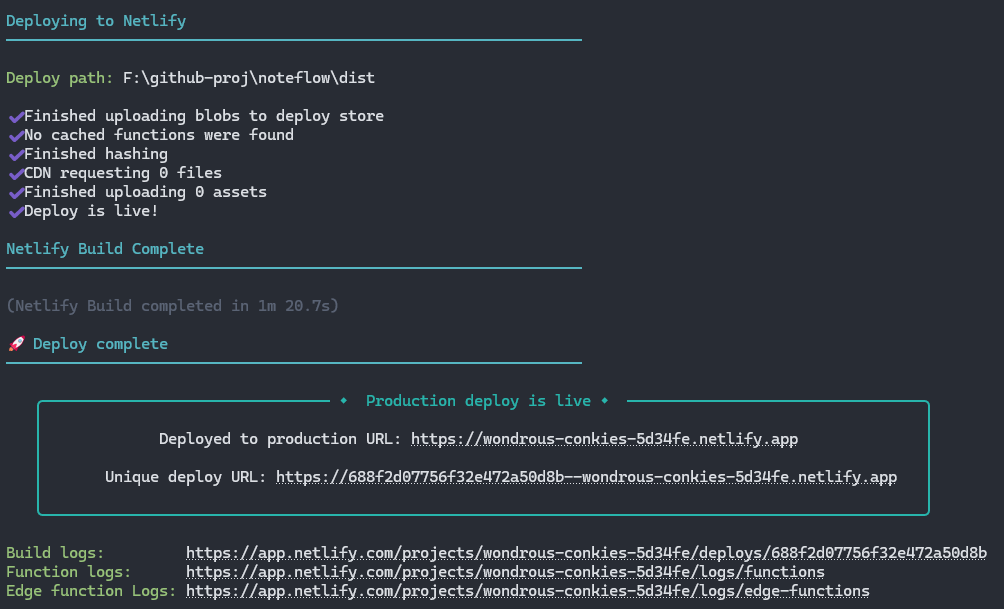 Deploying to Netlify
Deploy path: F:\github-proj\noteflow\dist
✔Finished uploading blobs to deploy store
✔No cached functions were found
✔Finished hashing
✔CDN requesting 0 files
✔Finished uploading 0 assets
✔Deploy is live!
Netlify Build Complete
(Netlify Build completed in 1m 20.7s)
🚀 Deploy complete
⬥ Production deploy is live ⬥
Deployed to production URL: https://wondrous-conkies-5d34fe.netlify.app
Unique deploy URL: https://688f2d07756f32e472a50d8b--wondrous-conkies-5d34fe.netlify.app
Build logs: https://app.netlify.com/projects/wondrous-conkies-5d34fe/deploys/688f2d07756f32e472a50d8b
Function logs: https://app.netlify.com/projects/wondrous-conkies-5d34fe/logs/functions
Edge function Logs: https://app.netlify.com/projects/wondrous-conkies-5d34fe/logs/edge-functions